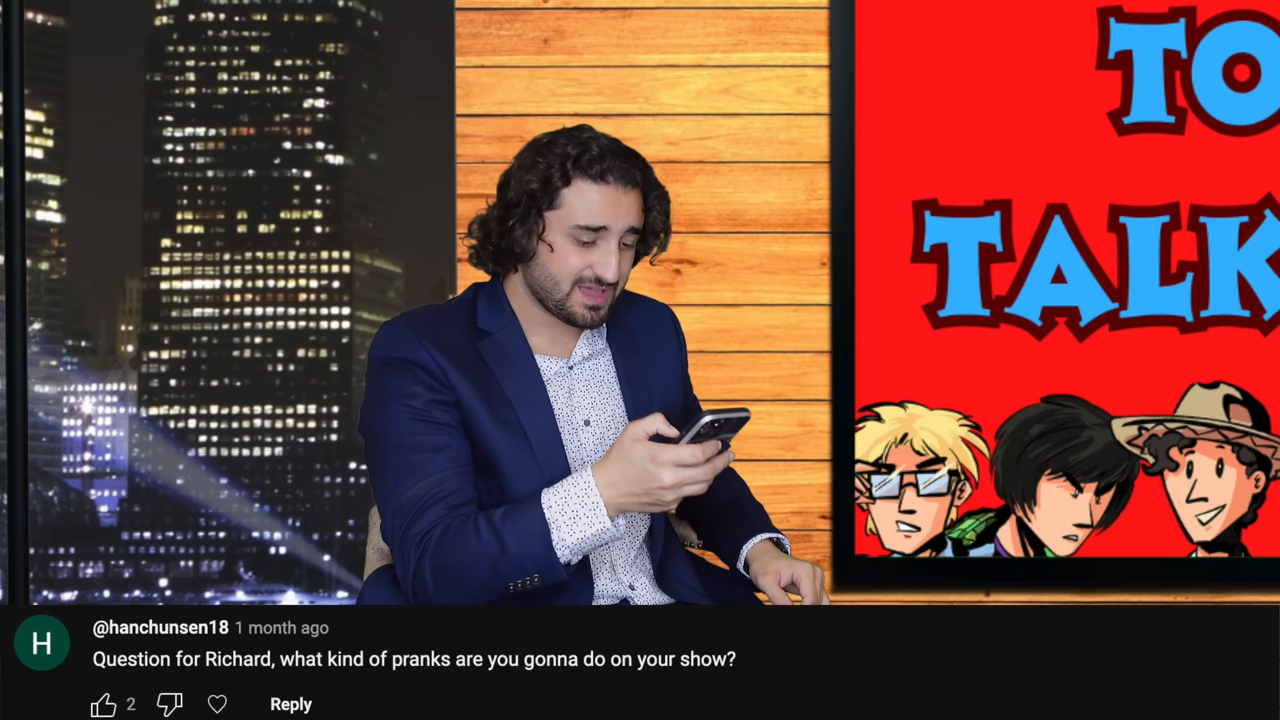 TO
TALK
H
@hanchunsen18 1 month ago
Question for Richard, what kind of pranks are you gonna do on your show?
2
Reply